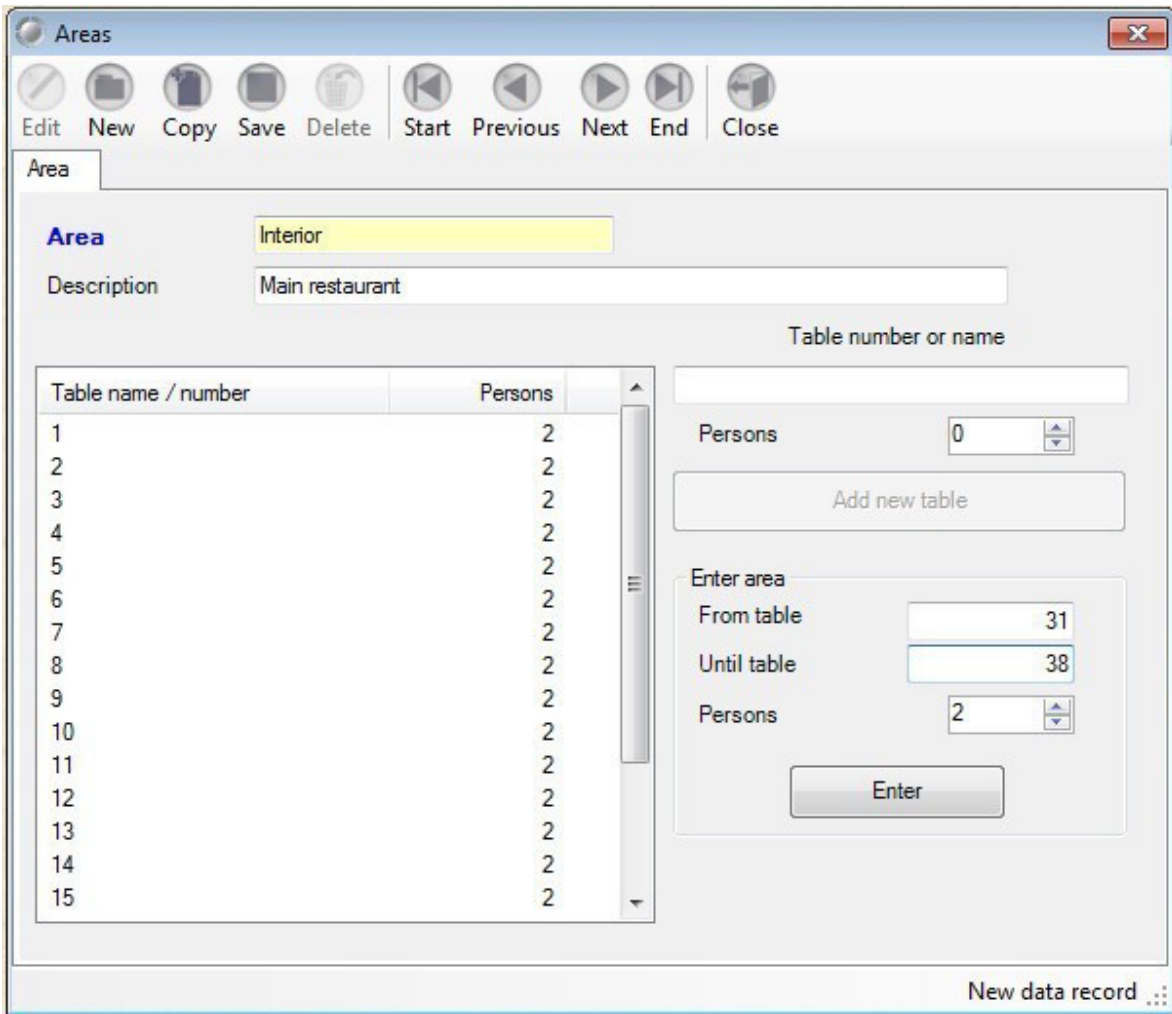 Areas
Edit New Copy Save Delete Start Previous Next End Close
Area
Area Interior
Description Main restaurant
Table number or name
Table name / number Persons
1 2
2 2
3 2
4 2
5 2
6 2
7 2
8 2
9 2
10 2
11 2
12 2
13 2
14 2
15 2
Persons 0
Add new table
Enter area
From table 31
Until table 38
Persons 2
Enter
New data record